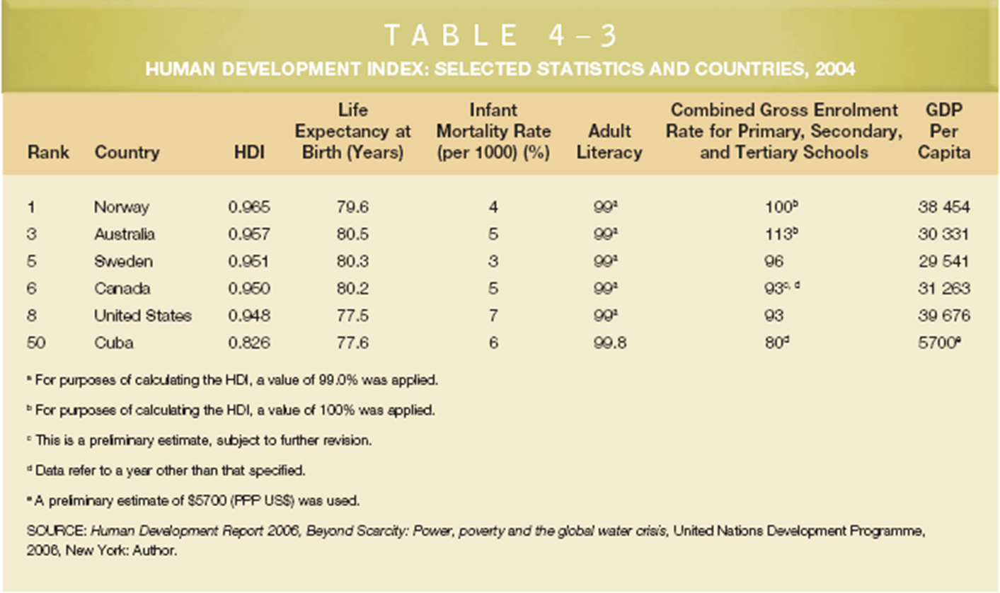 TABLE 4–3
HUMAN DEVELOPMENT INDEX: SELECTED STATISTICS AND COUNTRIES, 2004
Life Infant Combined Gross Enrolment GDP
Expectancy at Mortality Rate Adult Rate for Primary, Secondary, Per
Rank Country HDI Birth (Years) (per 1000) (%) Literacy and Tertiary Schools Capita
1 Norway 0.965 79.6 4 99ᵃ 100ᵇ 38 454
3 Australia 0.957 80.5 5 99ᵃ 113ᵇ 30 331
5 Sweden 0.951 80.3 3 99ᵃ 96 29 541
6 Canada 0.950 80.2 5 99ᵃ 93ᶜ, ᵈ 31 263
8 United States 0.948 77.5 7 99ᵃ 93 39 676
50 Cuba 0.826 77.6 6 99.8 80ᵈ 5700ᵉ
ᵃ For purposes of calculating the HDI, a value of 99.0% was applied.
ᵇ For purposes of calculating the HDI, a value of 100% was applied.
ᶜ This is a preliminary estimate, subject to further revision.
ᵈ Data refer to a year other than that specified.
ᵉ A preliminary estimate of $5700 (PPP US$) was used.
SOURCE: Human Development Report 2006, Beyond Scarcity: Power, poverty and the global water crisis, United Nations Development Programme,
2006, New York: Author.